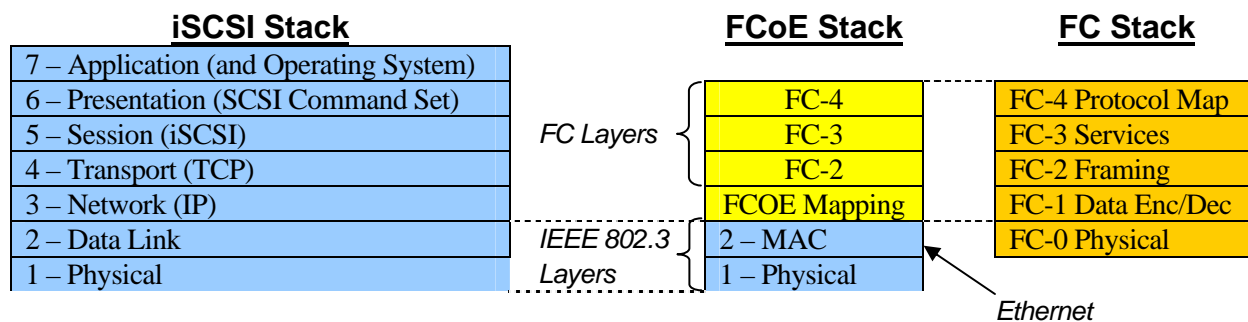 iSCSI Stack
7 – Application (and Operating System)
6 – Presentation (SCSI Command Set)
5 – Session (iSCSI)
4 – Transport (TCP)
3 – Network (IP)
2 – Data Link
1 – Physical
FC Layers
IEEE 802.3
Layers
FCoE Stack
FC-4
FC-3
FC-2
FCOE Mapping
2 – MAC
1 – Physical
Ethernet
FC Stack
FC-4 Protocol Map
FC-3 Services
FC-2 Framing
FC-1 Data Enc/Dec
FC-0 Physical